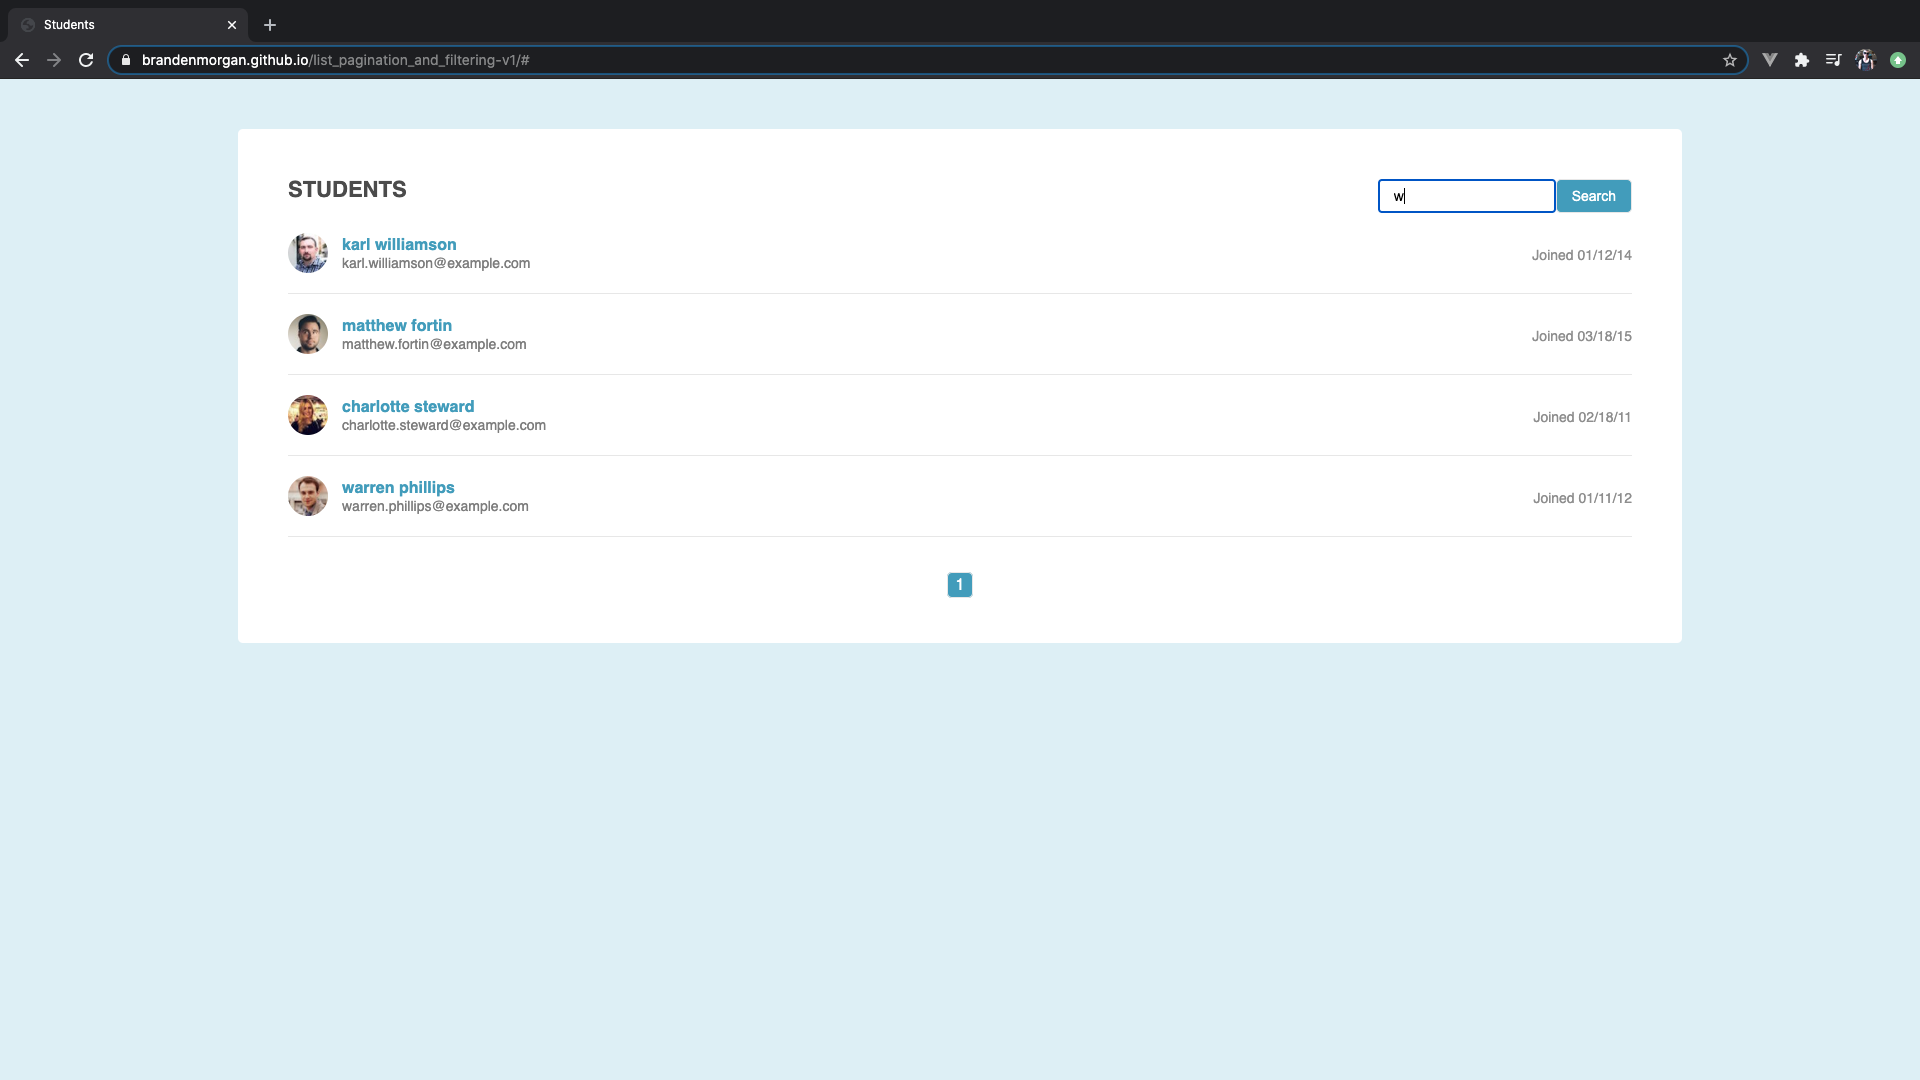 Students
brandenmorgan.github.io/list_pagination_and_filtering-v1/#
STUDENTS
w
Search
karl williamson
karl.williamson@example.com
Joined 01/12/14
matthew fortin
matthew.fortin@example.com
Joined 03/18/15
charlotte steward
charlotte.steward@example.com
Joined 02/18/11
warren phillips
warren.phillips@example.com
Joined 01/11/12
1